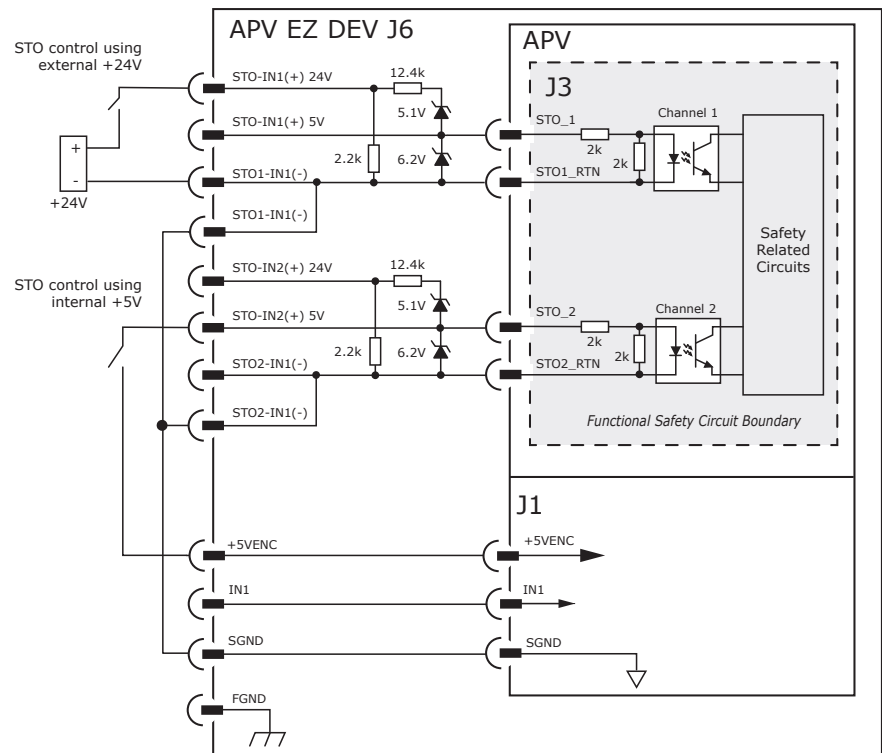 APV EZ DEV J6
APV
STO control using
external +24V
STO-IN1(+) 24V
12.4k
J3
5.1V
Channel 1
STO-IN1(+) 5V
STO_1
2k
2k
+
-
+24V
2.2k
6.2V
STO1-IN1(-)
STO1_RTN
STO1-IN1(-)
Safety
Related
Circuits
STO control using
internal +5V
STO-IN2(+) 24V
12.4k
5.1V
Channel 2
STO-IN2(+) 5V
STO_2
2k
2k
2.2k
6.2V
STO2-IN1(-)
STO2_RTN
STO2-IN1(-)
Functional Safety Circuit Boundary
J1
+5VENC
+5VENC
IN1
IN1
SGND
SGND
FGND